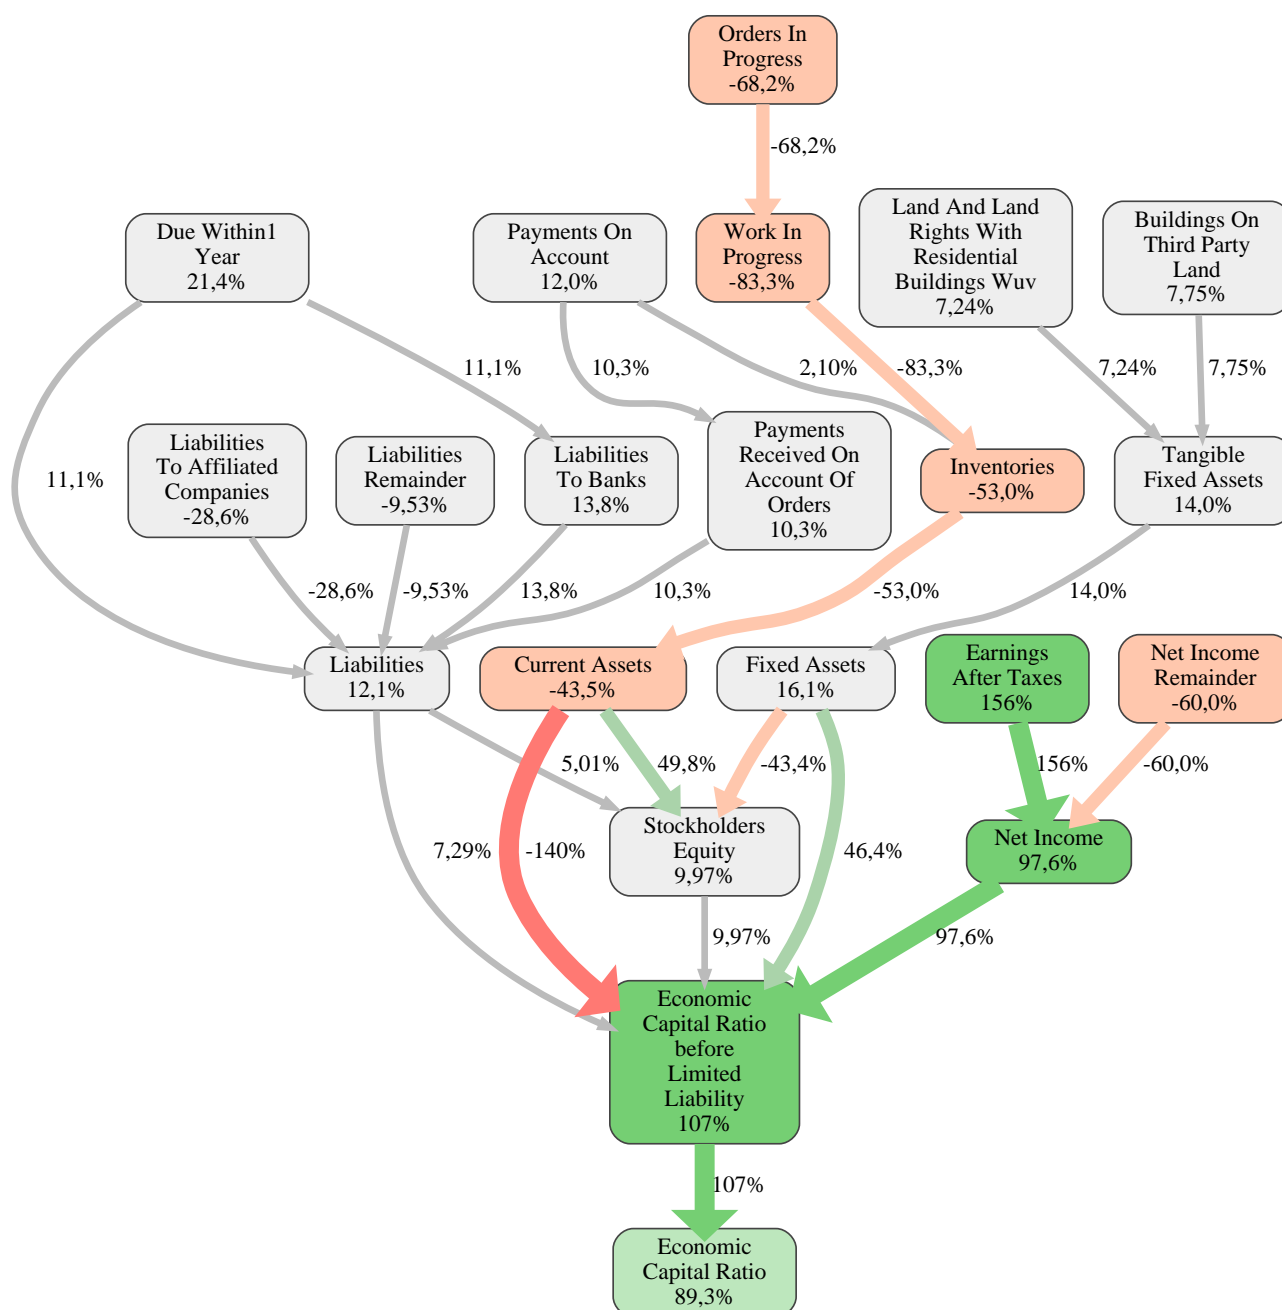 Orders In
Progress
-68,2%
-68,2%
Due Within1
Year
21,4%
Payments On
Account
12,0%
Work In
Progress
-83,3%
Land And Land
Rights With
Residential
Buildings Wuv
7,24%
Buildings On
Third Party
Land
7,75%
11,1%
10,3%
2,10%
-83,3%
7,24%
7,75%
11,1%
Liabilities
To Affiliated
Companies
-28,6%
Liabilities
Remainder
-9,53%
Liabilities
To Banks
13,8%
Payments
Received On
Account Of
Orders
10,3%
Inventories
-53,0%
Tangible
Fixed Assets
14,0%
-28,6%
-9,53%
13,8%
10,3%
-53,0%
14,0%
Liabilities
12,1%
Current Assets
-43,5%
Fixed Assets
16,1%
Earnings
After Taxes
156%
Net Income
Remainder
-60,0%
5,01%
49,8%
-43,4%
156%
-60,0%
7,29%
-140%
Stockholders
Equity
9,97%
46,4%
Net Income
97,6%
9,97%
97,6%
Economic
Capital Ratio
before
Limited
Liability
107%
107%
Economic
Capital Ratio
89,3%